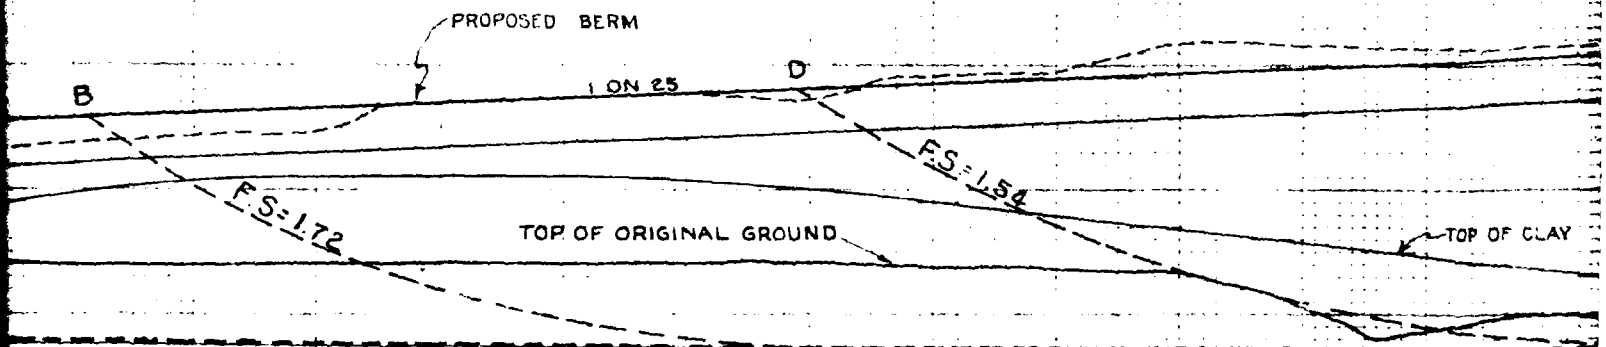 PROPOSED BERM
B
1 ON 25
D
F.S=1.72
F.S=1.54
TOP OF ORIGINAL GROUND
TOP OF CLAY